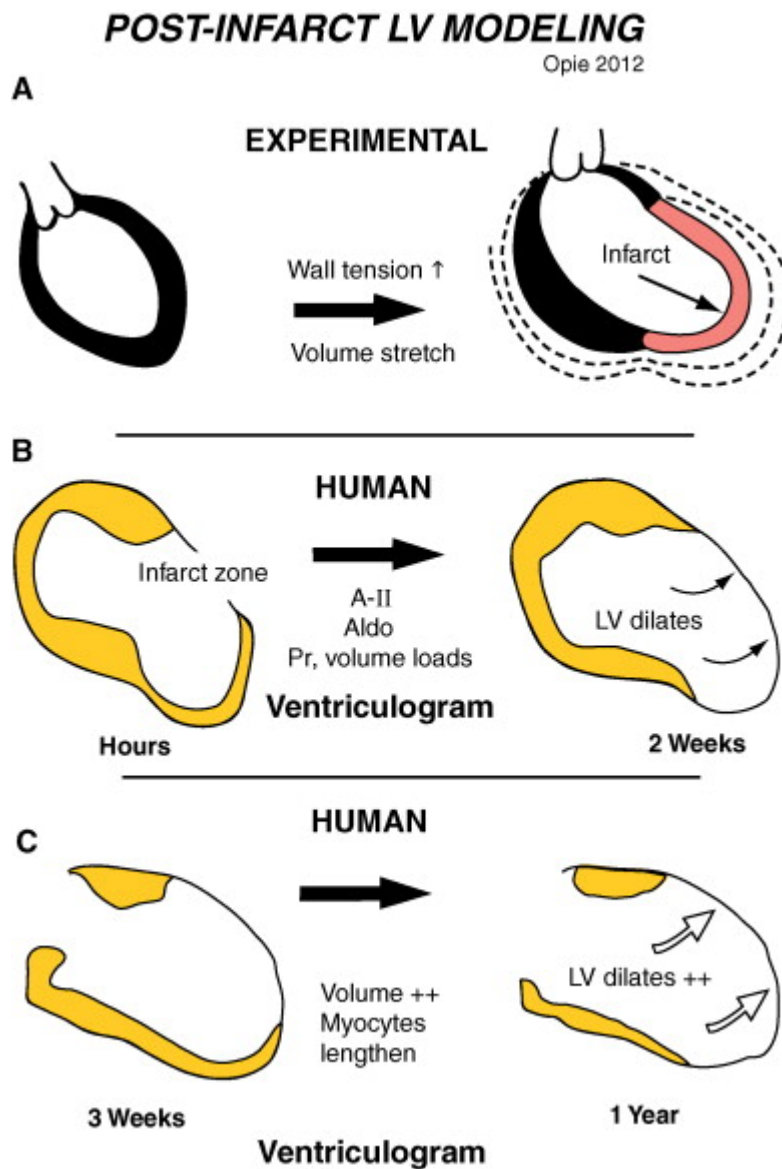 POST-INFARCT LV MODELING
Opie 2012
A
EXPERIMENTAL
Wall tension ↑
Volume stretch
Infarct
B
HUMAN
Infarct zone
A-II
Aldo
Pr, volume loads
LV dilates
Ventriculogram
Hours
2 Weeks
HUMAN
C
Volume ++
Myocytes
lengthen
LV dilates ++
3 Weeks
1 Year
Ventriculogram